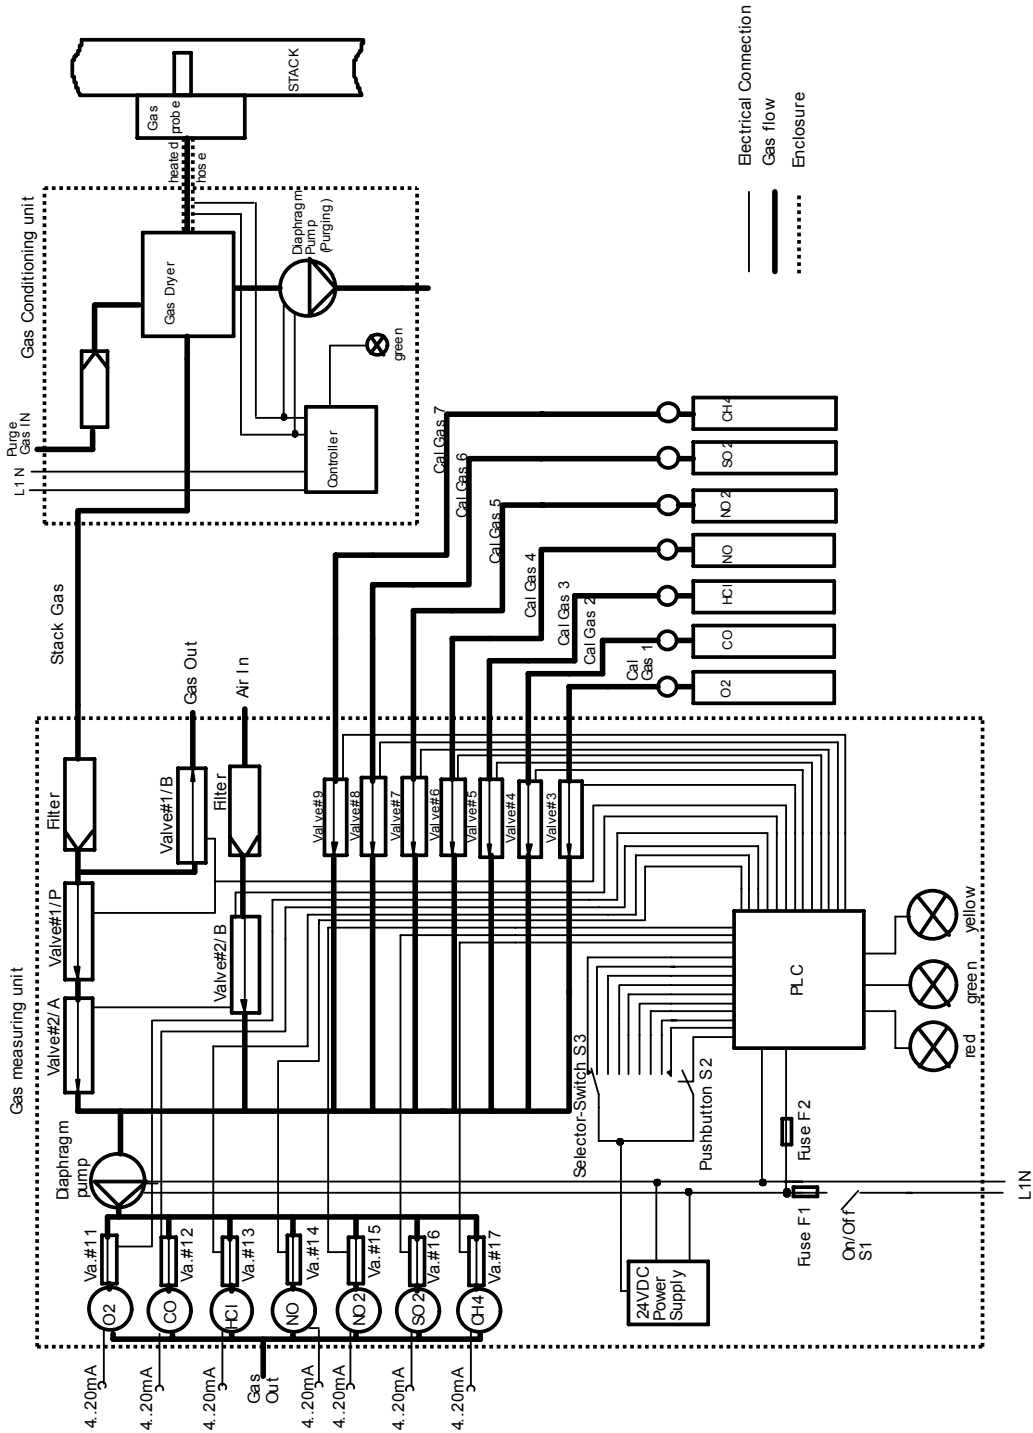 Gas measuring unit
Gas Conditioning unit
STACK
Gas
probe
heated
hose
Purge
Gas IN
L1 N
Gas Dryer
Diaphragm
Pump
(Purging)
Controller
green
Electrical Connection
Gas flow
Enclosure
Stack Gas
Gas Out
Air In
Filter
Valve#1/B
Filter
Valve#1/P
Valve#2/A
Valve#2/B
Valve#9
Valve#8
Valve#7
Valve#6
Valve#5
Valve#4
Valve#3
Cal Gas 7
Cal Gas 6
Cal Gas 5
Cal Gas 4
Cal Gas 3
Cal Gas 2
Cal
Gas 1
CH4
SO2
NO2
NO
HCl
CO
O2
Diaphragm
pump
Selector-Switch S3
Pushbutton S2
PLC
yellow
green
red
Fuse F2
Fuse F1
On/Off
S1
L1N
24VDC
Power
Supply
Va.#11
Va.#12
Va.#13
Va.#14
Va.#15
Va.#16
Va.#17
O2
CO
HCl
NO
NO2
SO2
CH4
Gas
Out
4..20mA
4..20mA
4..20mA
4..20mA
4..20mA
4..20mA
4..20mA